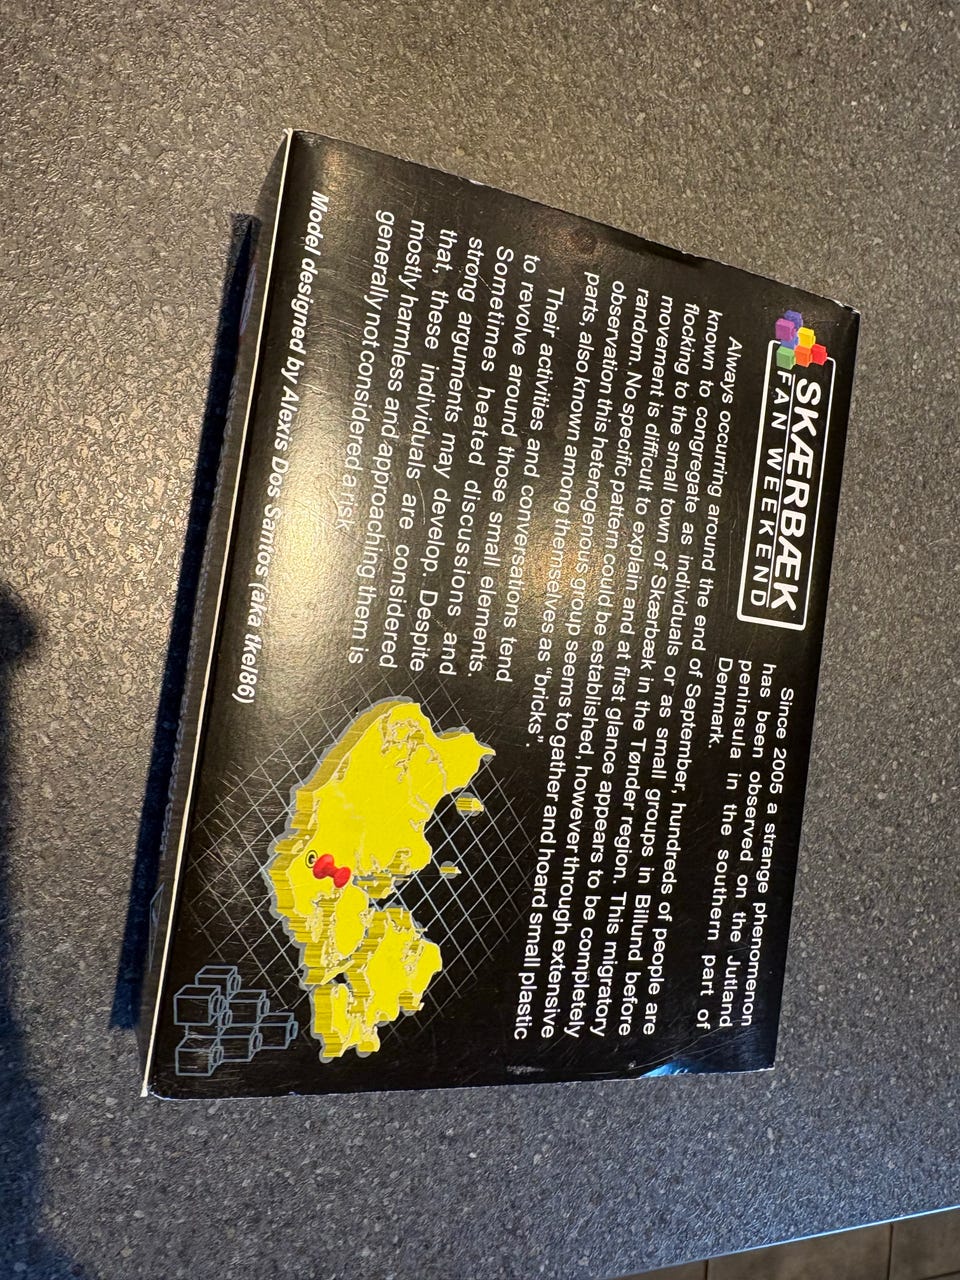 SKÆRBÆK
FAN WEEKEND
Since 2005 a strange phenomenon
has been observed on the Jutland
peninsula in the southern part of
Denmark.
Always occurring around the end of September, hundreds of people are
known to congregate as individuals or as small groups in Billund before
flocking to the small town of Skærbæk in the Tønder region. This migratory
movement is difficult to explain and at first glance appears to be completely
random. No specific pattern could be established, however through extensive
observation this heterogenous group seems to gather and hoard small plastic
parts, also known among themselves as "bricks".
Their activities and conversations tend
to revolve around those small elements.
Sometimes heated discussions and
strong arguments may develop. Despite
that, these individuals are considered
mostly harmless and approaching them is
generally not considered a risk
Model designed by Alexis Dos Santos (aka tkel86)